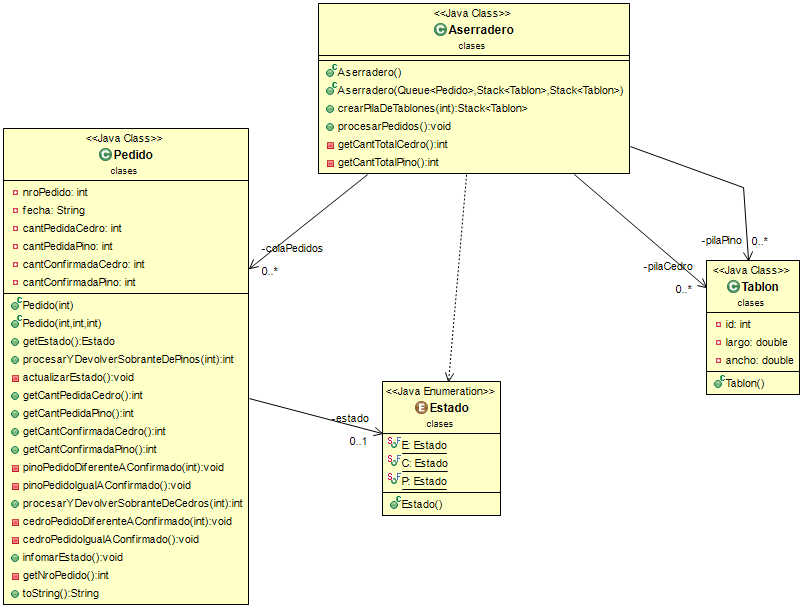 <<Java Class>>
Aserradero
clases
Aserradero()
Aserradero(Queue<Pedido>,Stack<Tablon>,Stack<Tablon>)
crearPilaDeTablones(int):Stack<Tablon>
procesarPedidos():void
getCantTotalCedro():int
getCantTotalPino():int
<<Java Class>>
Pedido
clases
nroPedido: int
fecha: String
cantPedidaCedro: int
cantPedidaPino: int
cantConfirmadaCedro: int
cantConfirmadaPino: int
Pedido(int)
Pedido(int,int,int)
getEstado():Estado
procesarYDevolverSobranteDePinos(int):int
actualizarEstado():void
getCantPedidaCedro():int
getCantPedidaPino():int
getCantConfirmadaCedro():int
getCantConfirmadaPino():int
pinoPedidoDiferenteAConfirmado(int):void
pinoPedidoIgualAConfirmado():void
procesarYDevolverSobranteDeCedros(int):int
cedroPedidoDiferenteAConfirmado(int):void
cedroPedidoIgualAConfirmado():void
infomarEstado():void
getNroPedido():int
toString():String
-colaPedidos
0..*
-pilaPino
0..*
-pilaCedro
0..*
<<Java Class>>
Tablon
clases
id: int
largo: double
ancho: double
Tablon()
-estado
0..1
<<Java Enumeration>>
Estado
clases
E: Estado
C: Estado
P: Estado
Estado()